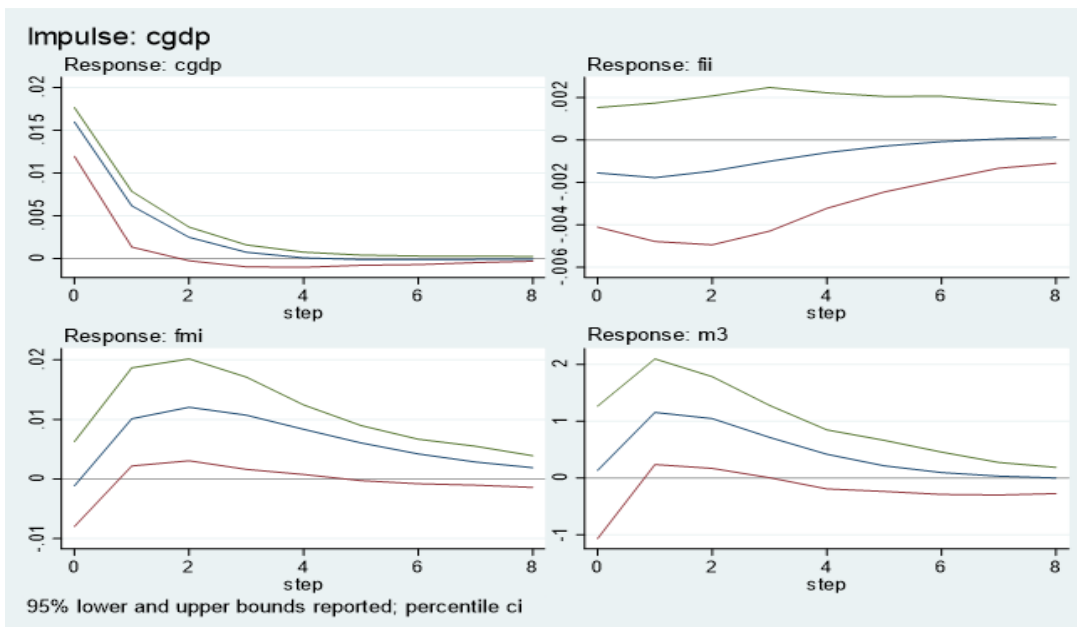 Impulse: cgdp
Response: cgdp
.02
.015
.01
.005
0
0 2 4 6 8
step
Response: fii
.002
0
-.002
-.004
-.006
0 2 4 6 8
step
Response: fmi
.02
.01
0
-.01
0 2 4 6 8
step
Response: m3
2
1
0
-1
0 2 4 6 8
step
95% lower and upper bounds reported; percentile ci